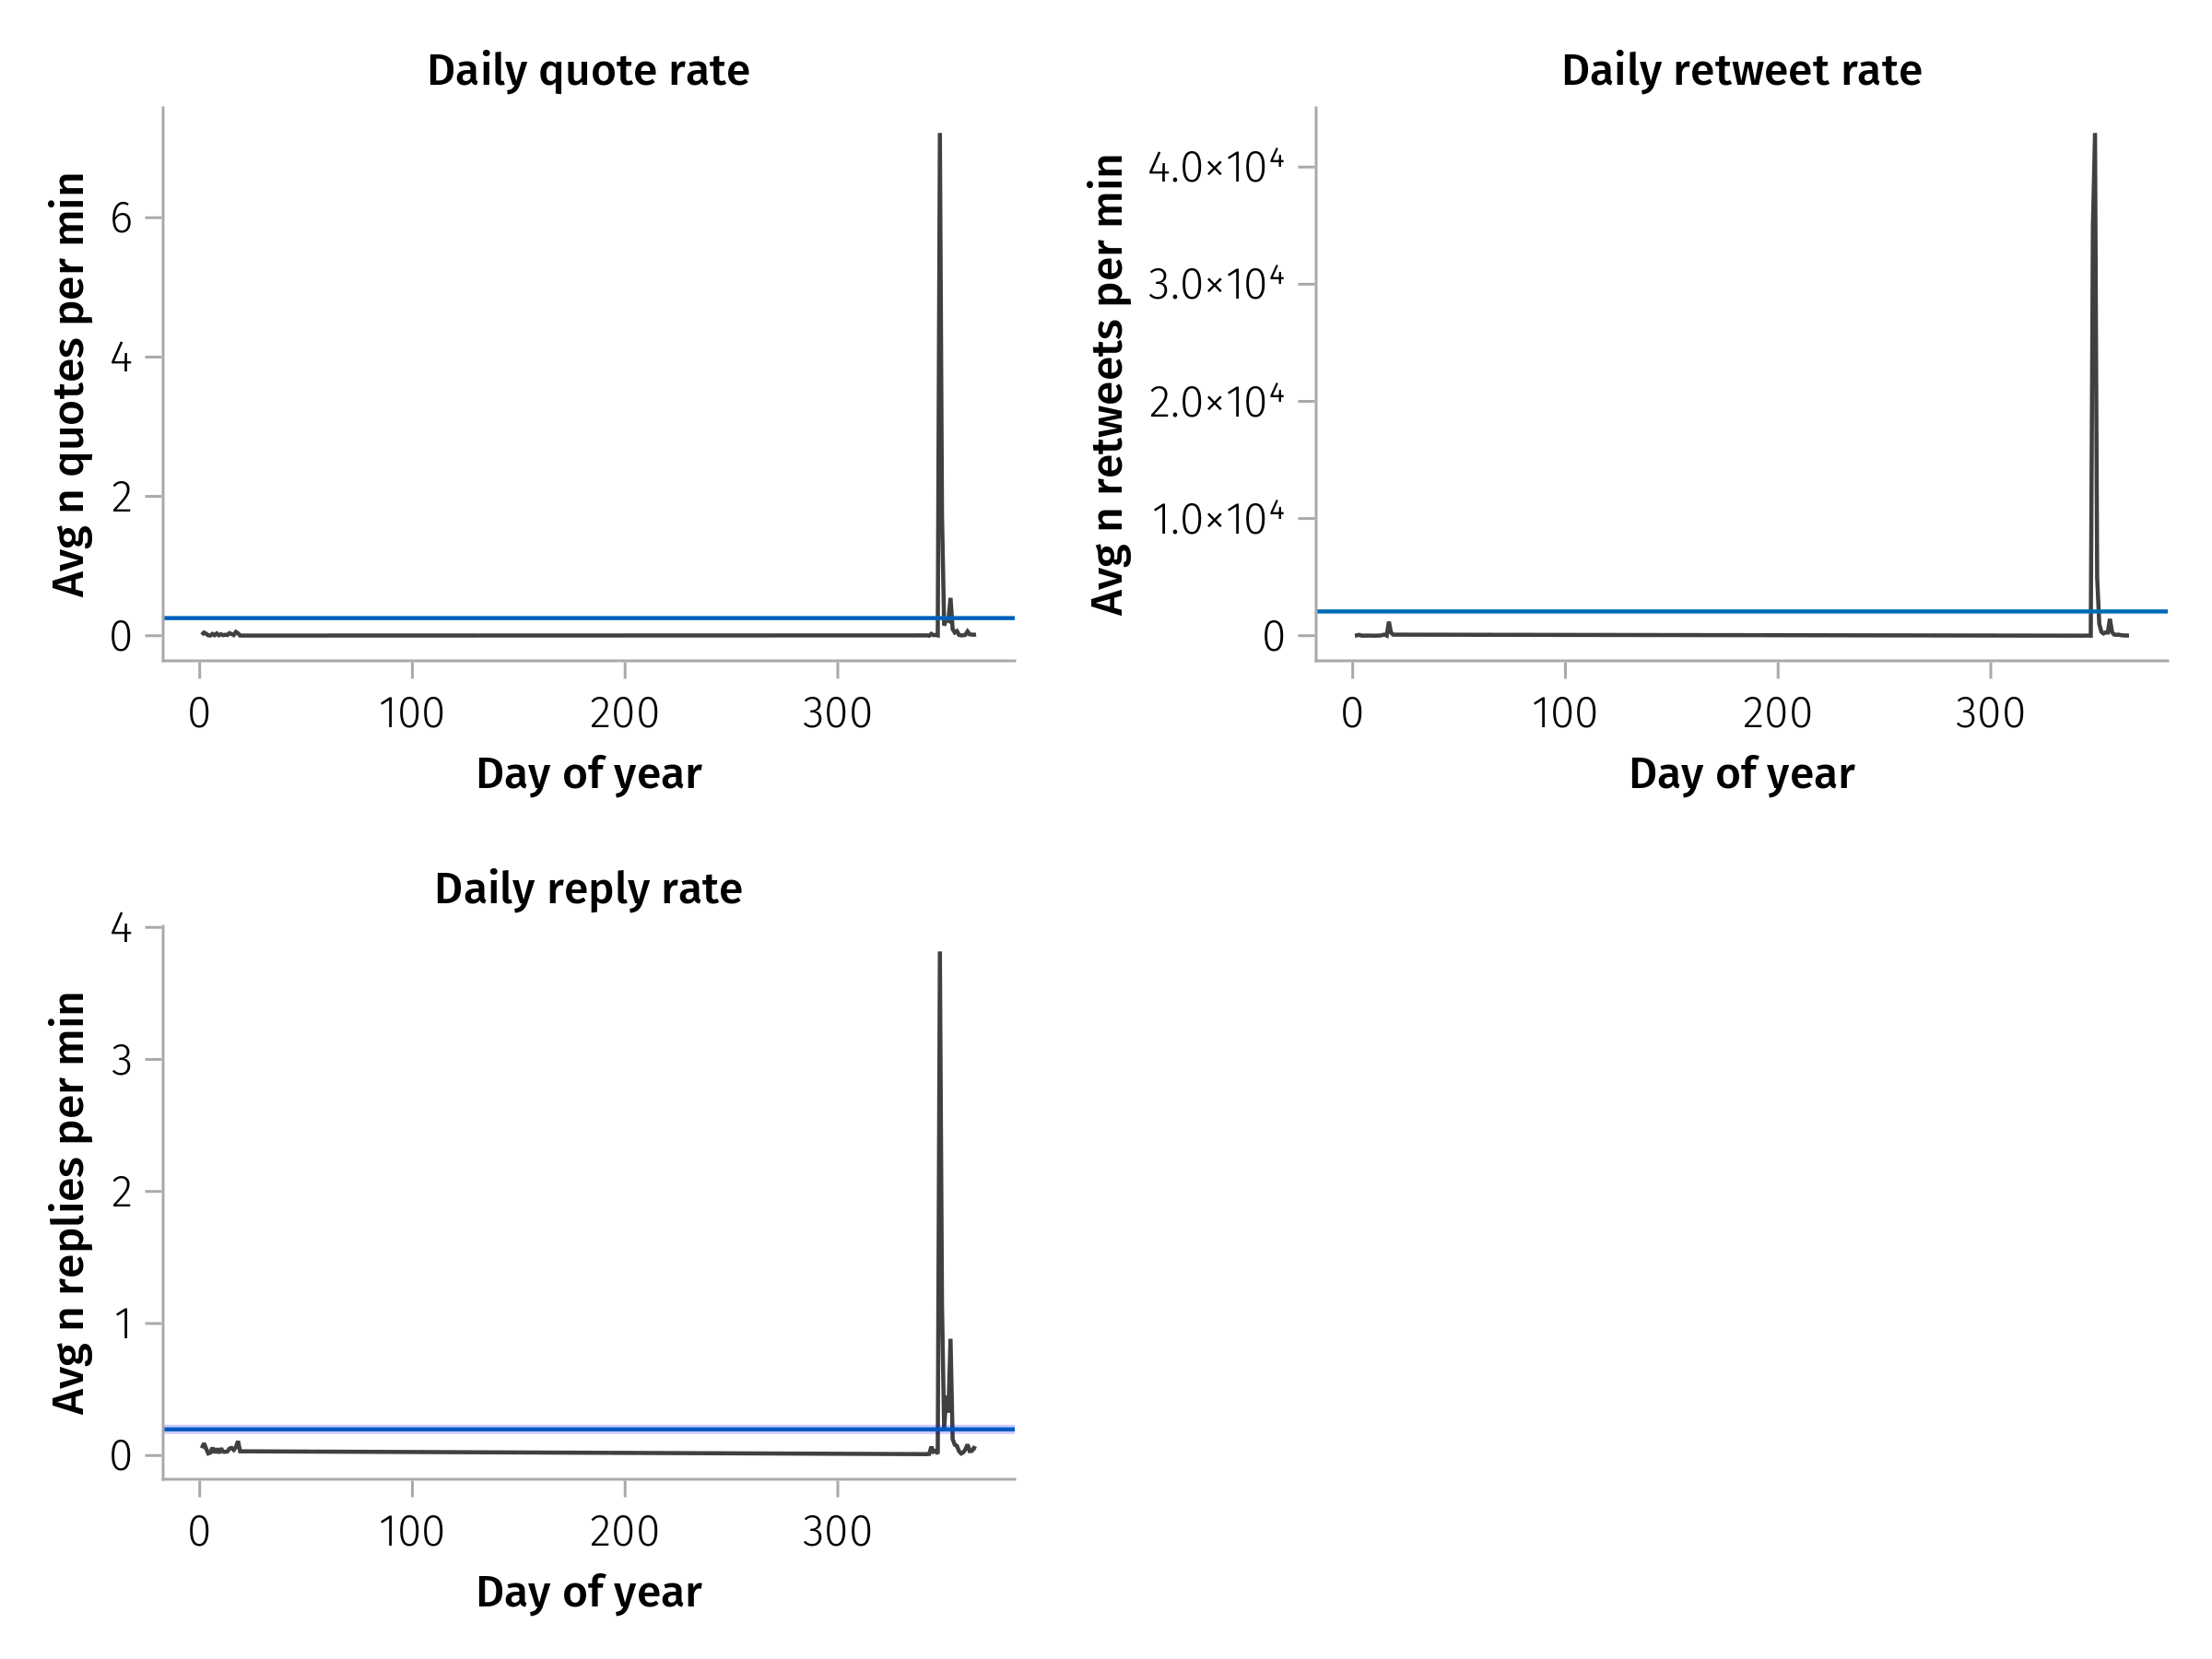 Daily quote rate
Avg n quotes per min
6
4
2
0
0 100 200 300
Day of year
Daily retweet rate
Avg n retweets per min
4.0×10⁴
3.0×10⁴
2.0×10⁴
1.0×10⁴
0
0 100 200 300
Day of year
Daily reply rate
Avg n replies per min
4
3
2
1
0
0 100 200 300
Day of year